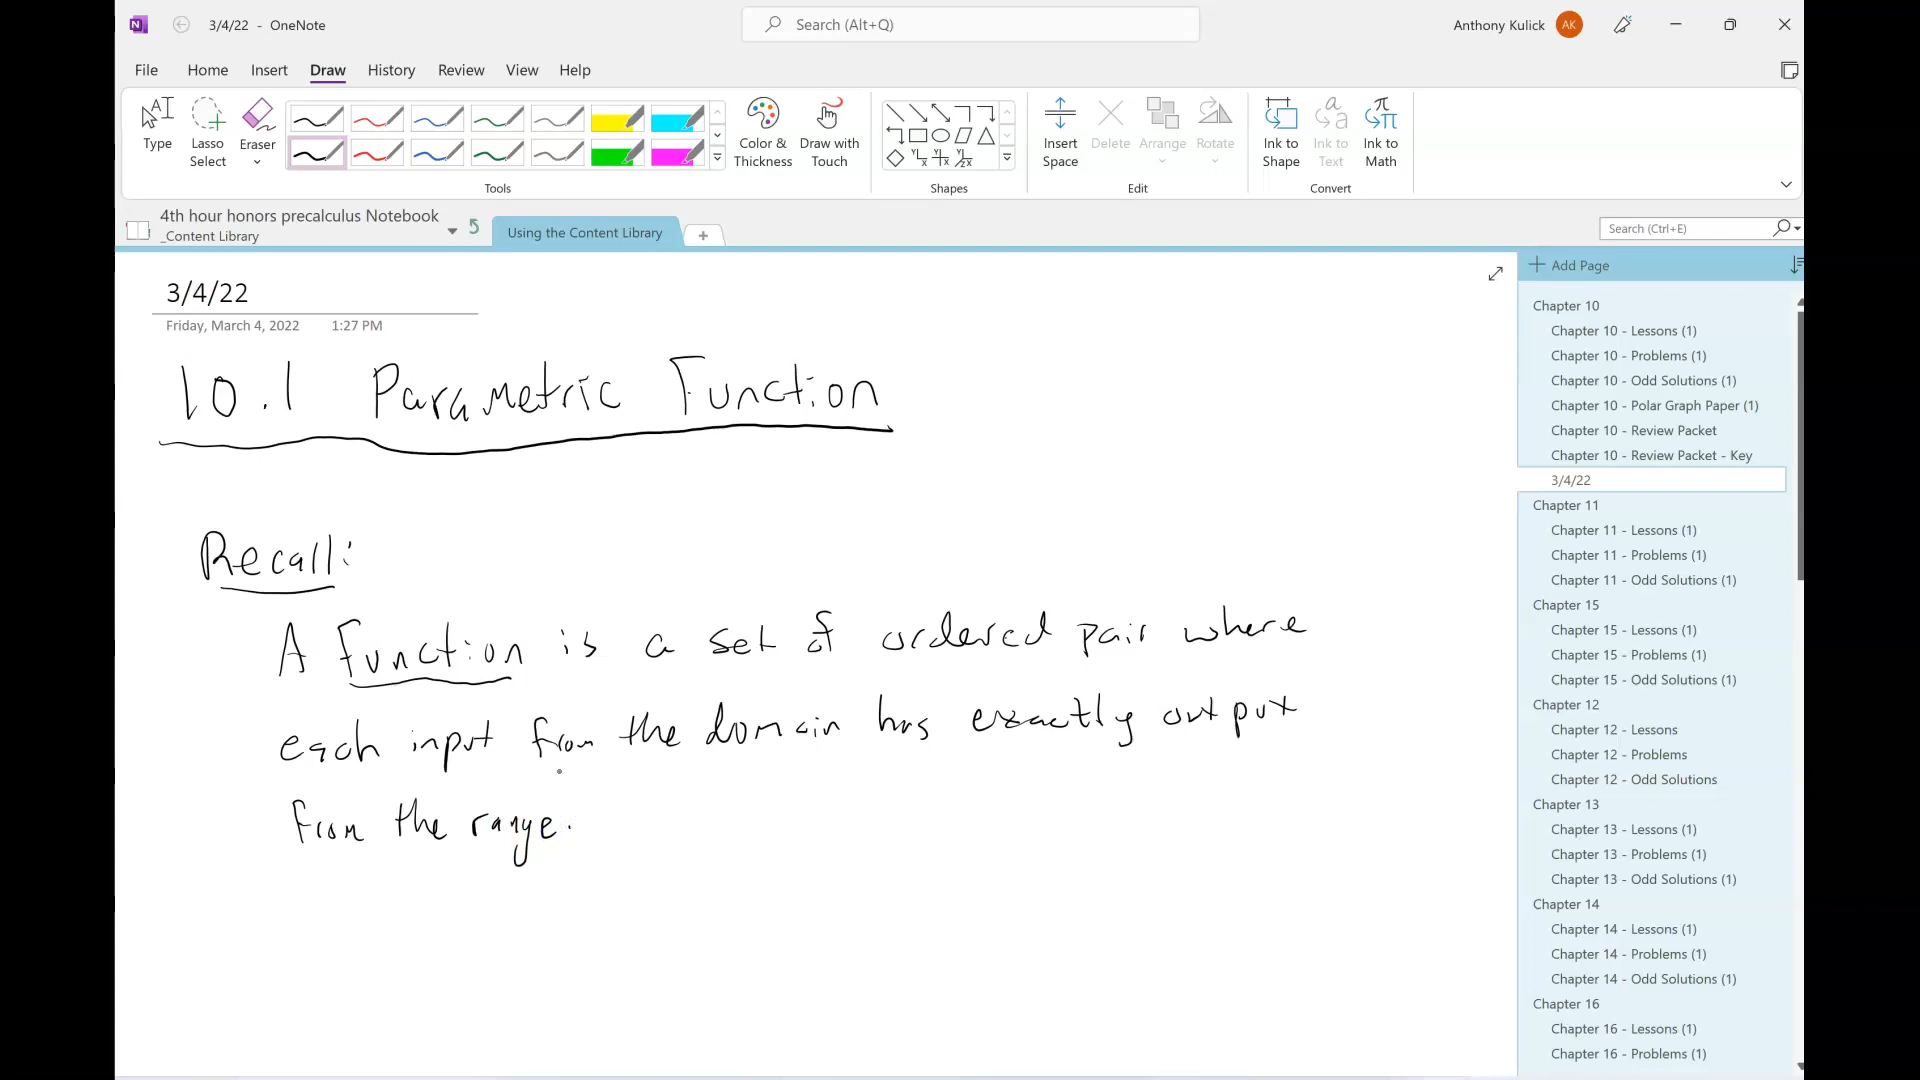 3/4/22 - OneNote
Search (Alt+Q)
Anthony Kulick
AK
File Home Insert Draw History Review View Help
Type
Lasso Select
Eraser
Color & Thickness
Draw with Touch
Insert Space
Delete
Arrange
Rotate
Ink to Shape
Ink to Text
Ink to Math
Tools
Shapes
Edit
Convert
4th hour honors precalculus Notebook
_Content Library
Using the Content Library
Search (Ctrl+E)
3/4/22
Friday, March 4, 2022 1:27 PM
10.1 Parametric Function
Recall:
A function is a set of ordered pair where
each input from the domain has exactly output
from the range.
Add Page
Chapter 10
Chapter 10 - Lessons (1)
Chapter 10 - Problems (1)
Chapter 10 - Odd Solutions (1)
Chapter 10 - Polar Graph Paper (1)
Chapter 10 - Review Packet
Chapter 10 - Review Packet - Key
3/4/22
Chapter 11
Chapter 11 - Lessons (1)
Chapter 11 - Problems (1)
Chapter 11 - Odd Solutions (1)
Chapter 15
Chapter 15 - Lessons (1)
Chapter 15 - Problems (1)
Chapter 15 - Odd Solutions (1)
Chapter 12
Chapter 12 - Lessons
Chapter 12 - Problems
Chapter 12 - Odd Solutions
Chapter 13
Chapter 13 - Lessons (1)
Chapter 13 - Problems (1)
Chapter 13 - Odd Solutions (1)
Chapter 14
Chapter 14 - Lessons (1)
Chapter 14 - Problems (1)
Chapter 14 - Odd Solutions (1)
Chapter 16
Chapter 16 - Lessons (1)
Chapter 16 - Problems (1)